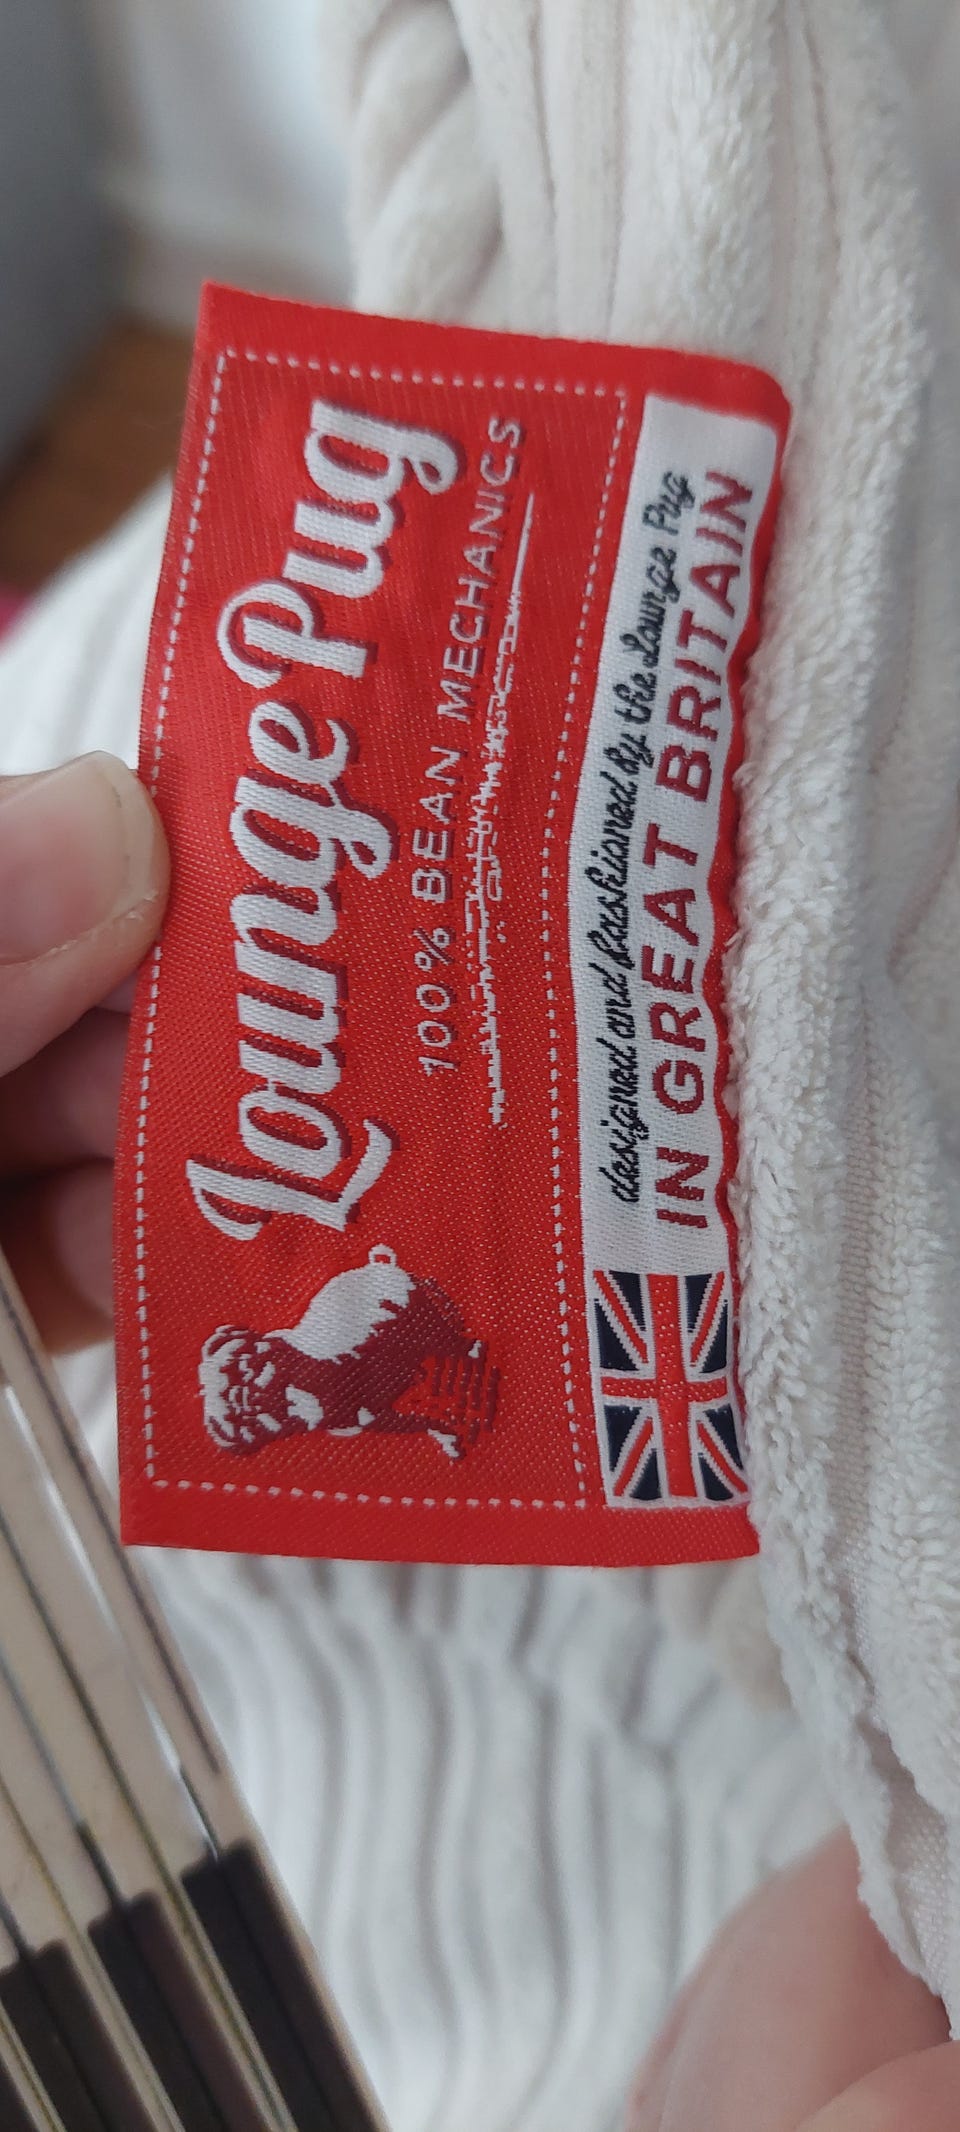 Lounge Pug
100% BEAN MECHANICS
designed and fashioned by the Lounge Pug
IN GREAT BRITAIN